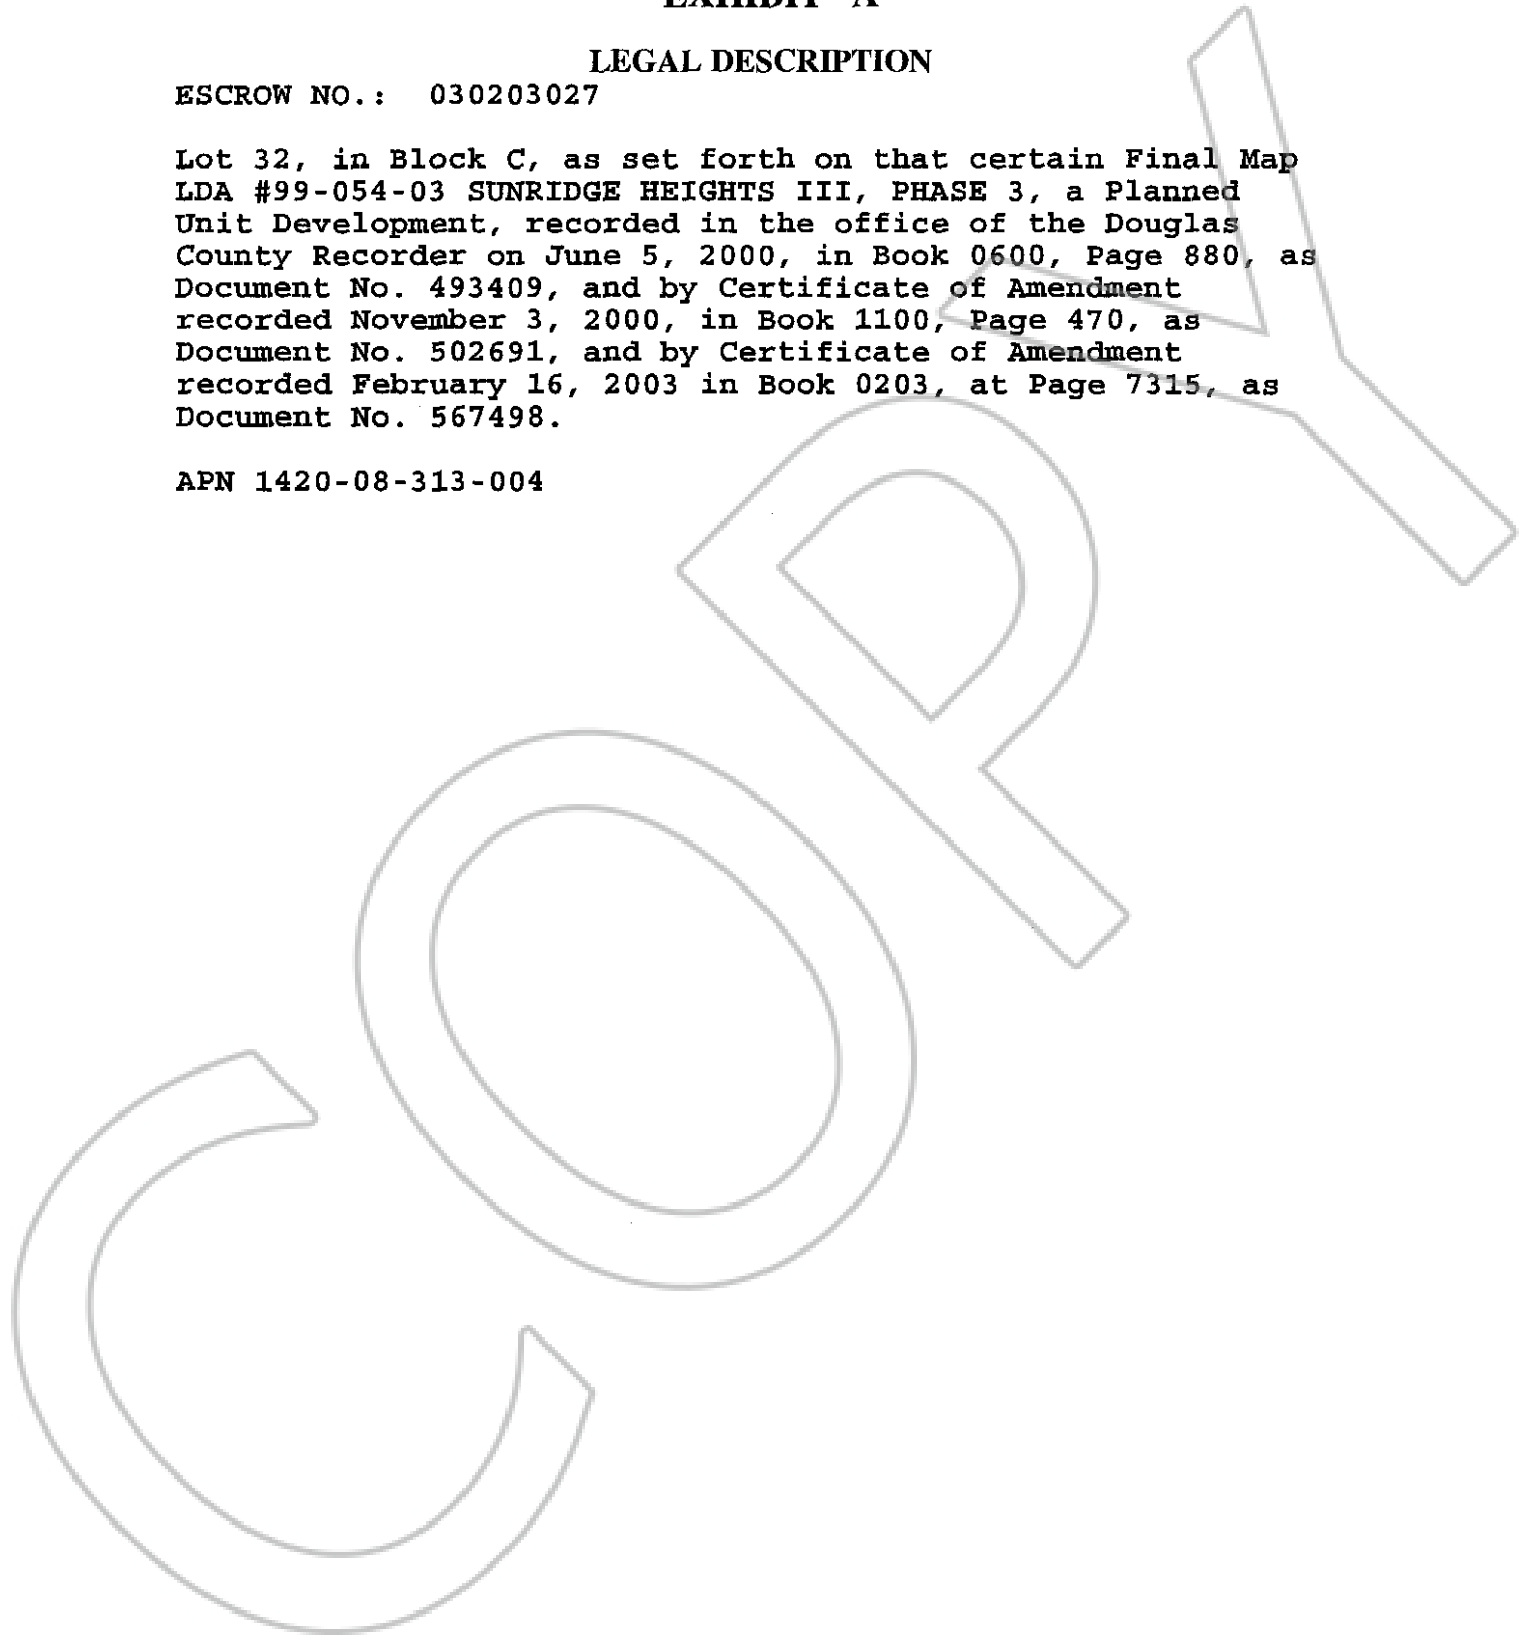 EXHIBIT "A"
LEGAL DESCRIPTION
ESCROW NO.: 030203027
Lot 32, in Block C, as set forth on that certain Final Map
LDA #99-054-03 SUNRIDGE HEIGHTS III, PHASE 3, a Planned
Unit Development, recorded in the office of the Douglas
County Recorder on June 5, 2000, in Book 0600, Page 880, as
Document No. 493409, and by Certificate of Amendment
recorded November 3, 2000, in Book 1100, Page 470, as
Document No. 502691, and by Certificate of Amendment
recorded February 16, 2003 in Book 0203, at Page 7315, as
Document No. 567498.
APN 1420-08-313-004
COPY